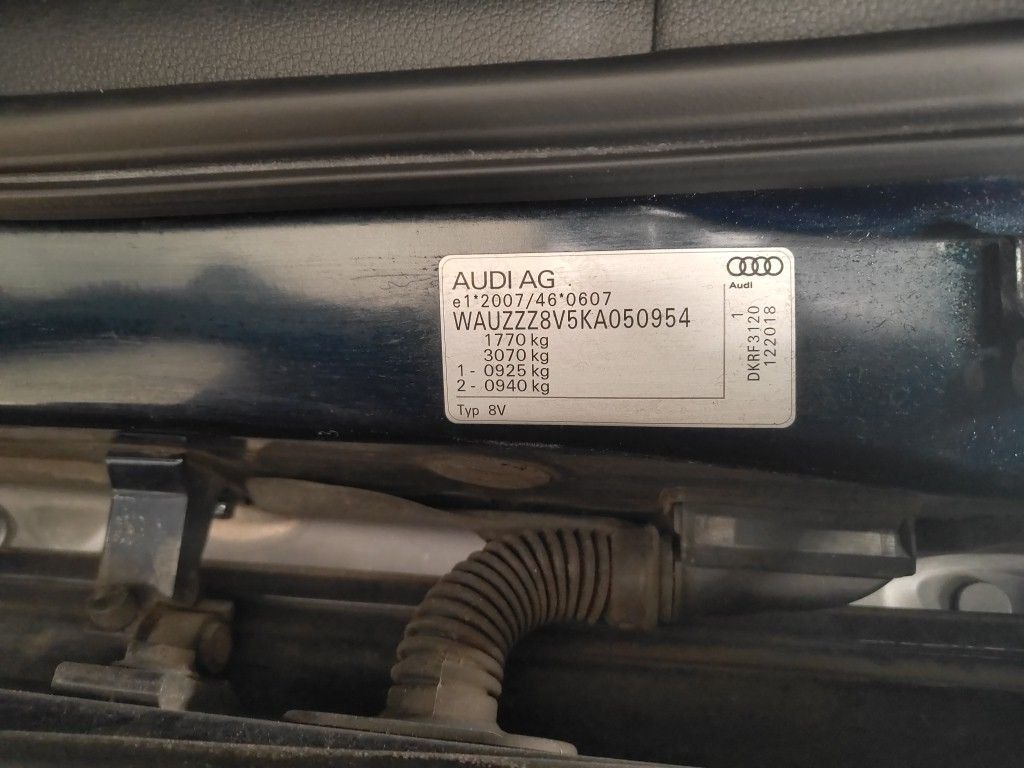 AUDI AG
e1*2007/46*0607
WAUZZZ8V5KA050954
1770 kg
3070 kg
1 - 0925 kg
2 - 0940 kg
Typ 8V
Audi
DKRF3120 1
122018